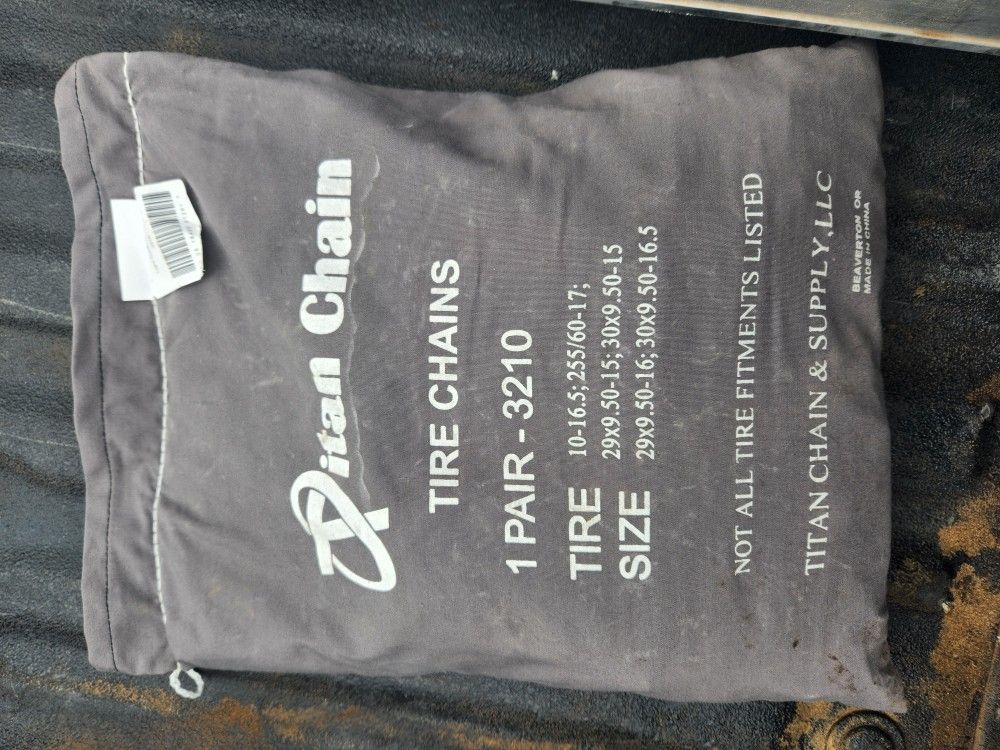 Titan Chain
TIRE CHAINS
1 PAIR - 3210
TIRE SIZE
10-16.5; 255/60-17;
29x9.50-15; 30x9.50-15
29x9.50-16; 30x9.50-16.5
NOT ALL TIRE FITMENTS LISTED
TITAN CHAIN & SUPPLY, LLC
BEAVERTON OR
MADE IN CHINA